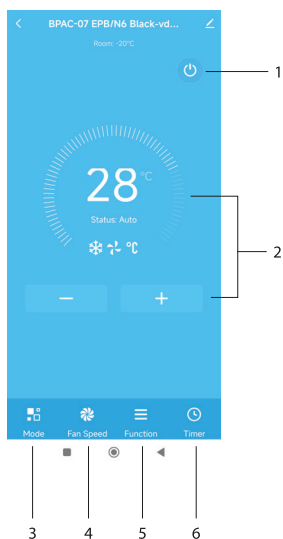 BPAC-07 EPB/N6 Black-vd...
Room: -20°C
1
28°C
Status: Auto
°C
2
− +
Mode Fan Speed Function Timer
3 4 5 6